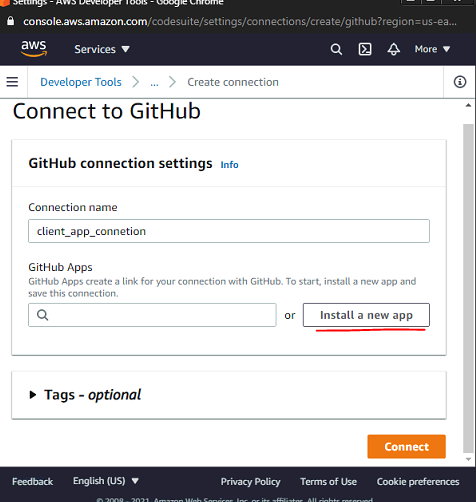 Settings - AWS Developer Tools - Google Chrome
console.aws.amazon.com/codesuite/settings/connections/create/github?region=us-ea...
aws Services ▼ More ▼
Developer Tools > ... > Create connection
Connect to GitHub
GitHub connection settings Info
Connection name
client_app_connetion
GitHub Apps
GitHub Apps create a link for your connection with GitHub. To start, install a new app and
save this connection.
or Install a new app
▶ Tags - optional
Connect
Feedback English (US) ▼ Privacy Policy Terms of Use Cookie preferences
© 2008 - 2021, Amazon Web Services, Inc. or its affiliates. All rights reserved.